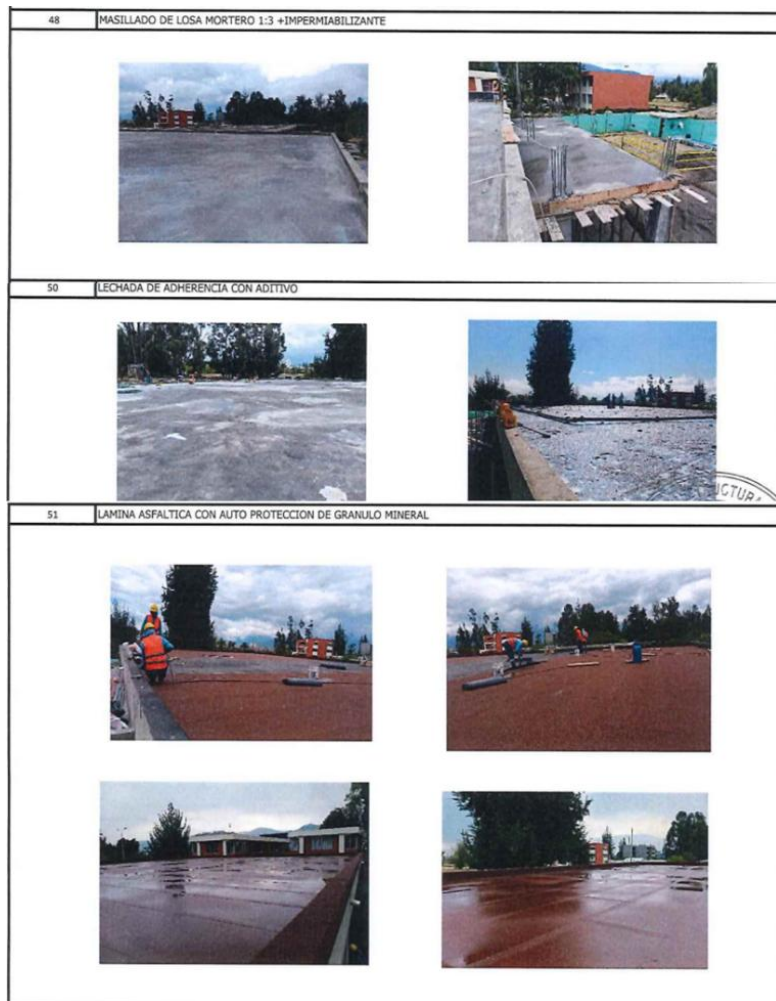 48 MASILLADO DE LOSA MORTERO 1:3 +IMPERMIABILIZANTE
50 LECHADA DE ADHERENCIA CON ADITIVO
51 LAMINA ASFALTICA CON AUTO PROTECCION DE GRANULO MINERAL